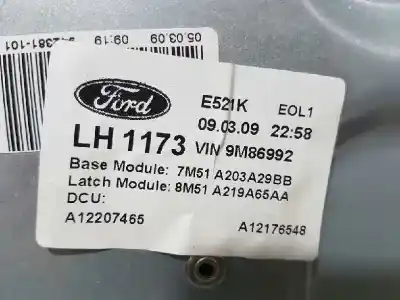 05.03.09 09:19
Ford
E521K EOL1
09.03.09 22:58
LH 1173 VIN 9M86992
Base Module: 7M51 A203A29BB
Latch Module: 8M51 A219A65AA
DCU:
A12207465 A12176548